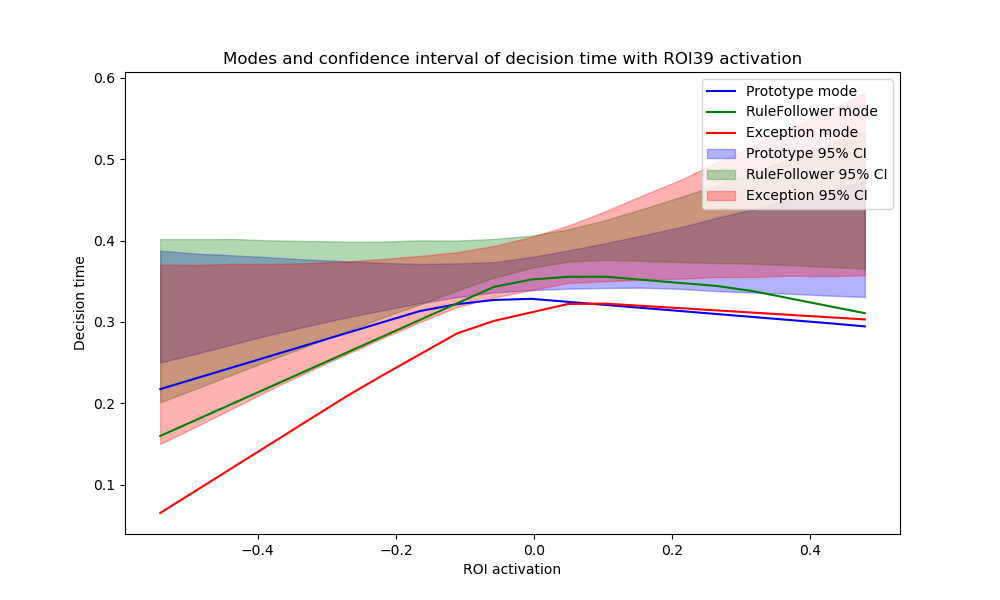 Modes and confidence interval of decision time with ROI39 activation
Prototype mode
RuleFollower mode
Exception mode
Prototype 95% CI
RuleFollower 95% CI
Exception 95% CI
Decision time
0.6
0.5
0.4
0.3
0.2
0.1
−0.4
−0.2
0.0
0.2
0.4
ROI activation